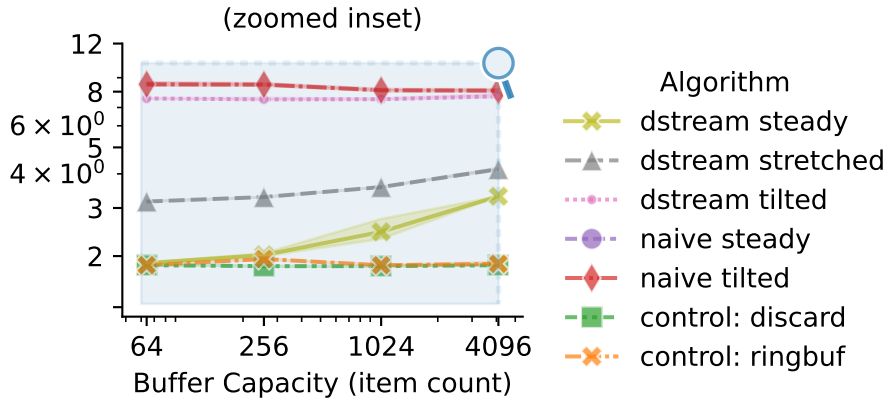 (zoomed inset)
12
8
6 × 10⁰
5
4 × 10⁰
3
2
64 256 1024 4096
Buffer Capacity (item count)
Algorithm
dstream steady
dstream stretched
dstream tilted
naive steady
naive tilted
control: discard
control: ringbuf